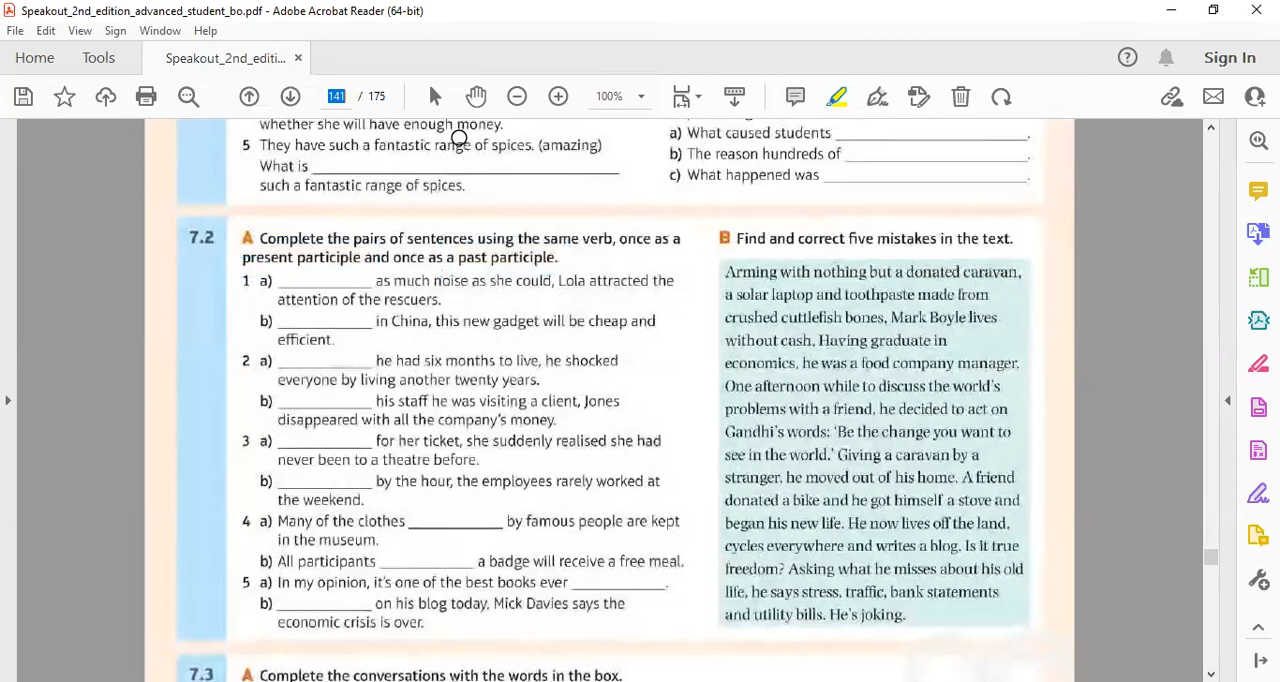 Speakout_2nd_edition_advanced_student_bo.pdf - Adobe Acrobat Reader (64-bit)
File Edit View Sign Window Help
Home Tools Speakout_2nd_editi... × Sign In
141 / 175 100%
whether she will have enough money.
5 They have such a fantastic range of spices. (amazing)
What is ____________________
such a fantastic range of spices.
a) What caused students ____________________.
b) The reason hundreds of ____________________.
c) What happened was ____________________.
7.2
A Complete the pairs of sentences using the same verb, once as a
present participle and once as a past participle.
1 a) __________ as much noise as she could, Lola attracted the
attention of the rescuers.
b) __________ in China, this new gadget will be cheap and
efficient.
2 a) __________ he had six months to live, he shocked
everyone by living another twenty years.
b) __________ his staff he was visiting a client, Jones
disappeared with all the company's money.
3 a) __________ for her ticket, she suddenly realised she had
never been to a theatre before.
b) __________ by the hour, the employees rarely worked at
the weekend.
4 a) Many of the clothes __________ by famous people are kept
in the museum.
b) All participants __________ a badge will receive a free meal.
5 a) In my opinion, it's one of the best books ever __________.
b) __________ on his blog today, Mick Davies says the
economic crisis is over.
B Find and correct five mistakes in the text.
Arming with nothing but a donated caravan,
a solar laptop and toothpaste made from
crushed cuttlefish bones, Mark Boyle lives
without cash. Having graduate in
economics, he was a food company manager.
One afternoon while to discuss the world's
problems with a friend, he decided to act on
Gandhi's words: 'Be the change you want to
see in the world.' Giving a caravan by a
stranger, he moved out of his home. A friend
donated a bike and he got himself a stove and
began his new life. He now lives off the land,
cycles everywhere and writes a blog. Is it true
freedom? Asking what he misses about his old
life, he says stress, traffic, bank statements
and utility bills. He's joking.
7.3
A Complete the conversations with the words in the box.